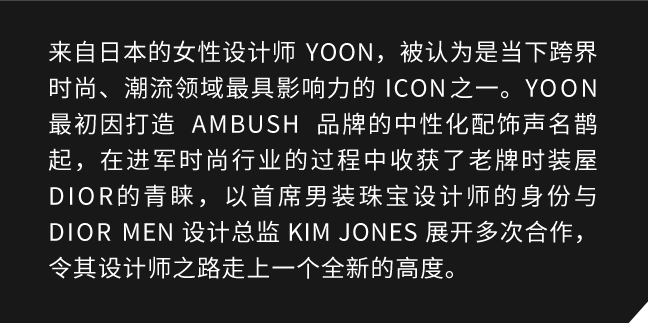 来自日本的女性设计师 YOON，被认为是当下跨界
时尚、潮流领域最具影响力的 ICON之一。YOON
最初因打造 AMBUSH 品牌的中性化配饰声名鹊
起，在进军时尚行业的过程中收获了老牌时装屋
DIOR的青睐，以首席男装珠宝设计师的身份与
DIOR MEN 设计总监 KIM JONES 展开多次合作，
令其设计师之路走上一个全新的高度。